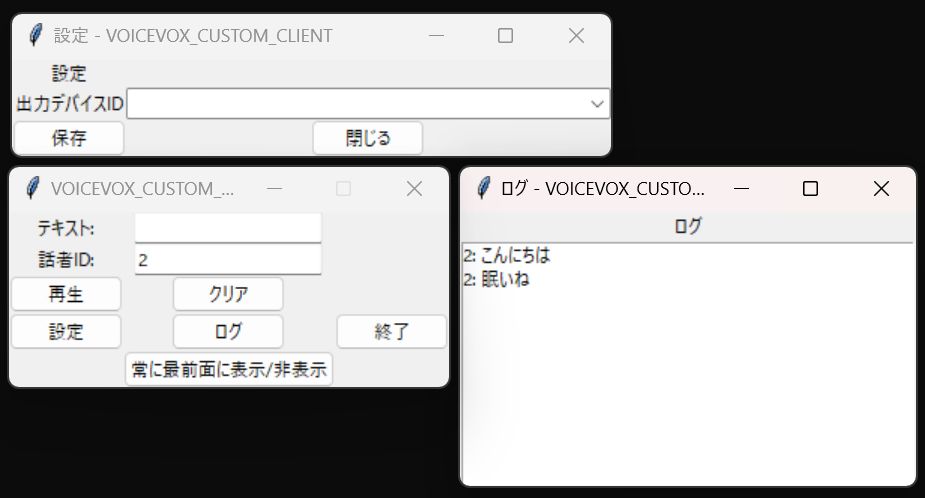 設定 - VOICEVOX_CUSTOM_CLIENT
設定
出力デバイスID
保存 閉じる
VOICEVOX_CUSTOM_...
テキスト:
話者ID: 2
再生 クリア
設定 ログ 終了
常に最前面に表示/非表示
ログ - VOICEVOX_CUSTO...
ログ
2: こんにちは
2: 眠いね